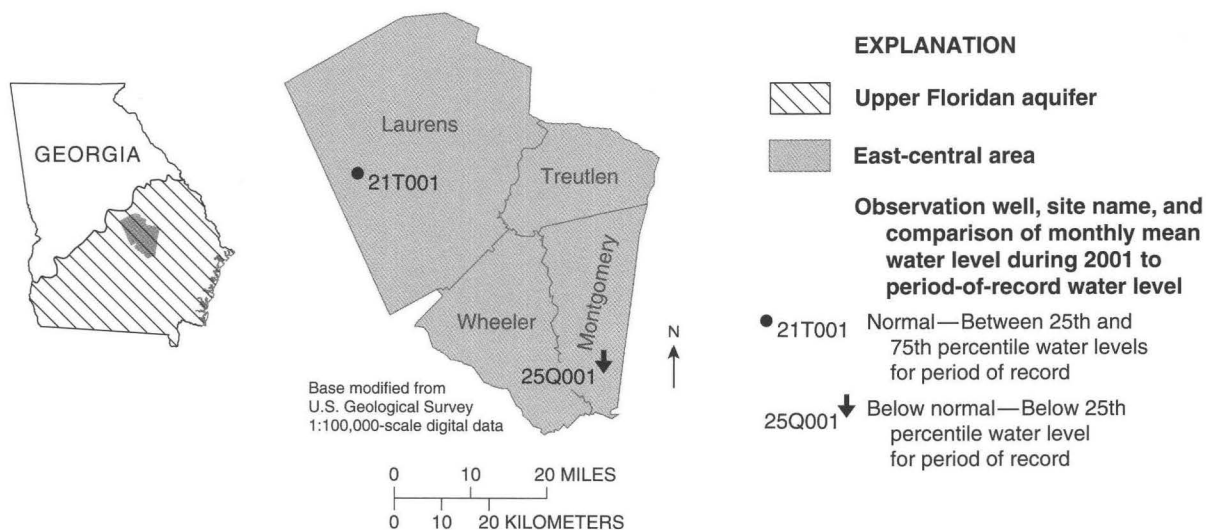 GEORGIA
Laurens
21T001
Treutlen
Wheeler
Montgomery
25Q001
N
Base modified from
U.S. Geological Survey
1:100,000-scale digital data
0 10 20 MILES
0 10 20 KILOMETERS
EXPLANATION
Upper Floridan aquifer
East-central area
Observation well, site name, and
comparison of monthly mean
water level during 2001 to
period-of-record water level
21T001 Normal—Between 25th and
75th percentile water levels
for period of record
25Q001 Below normal—Below 25th
percentile water level
for period of record